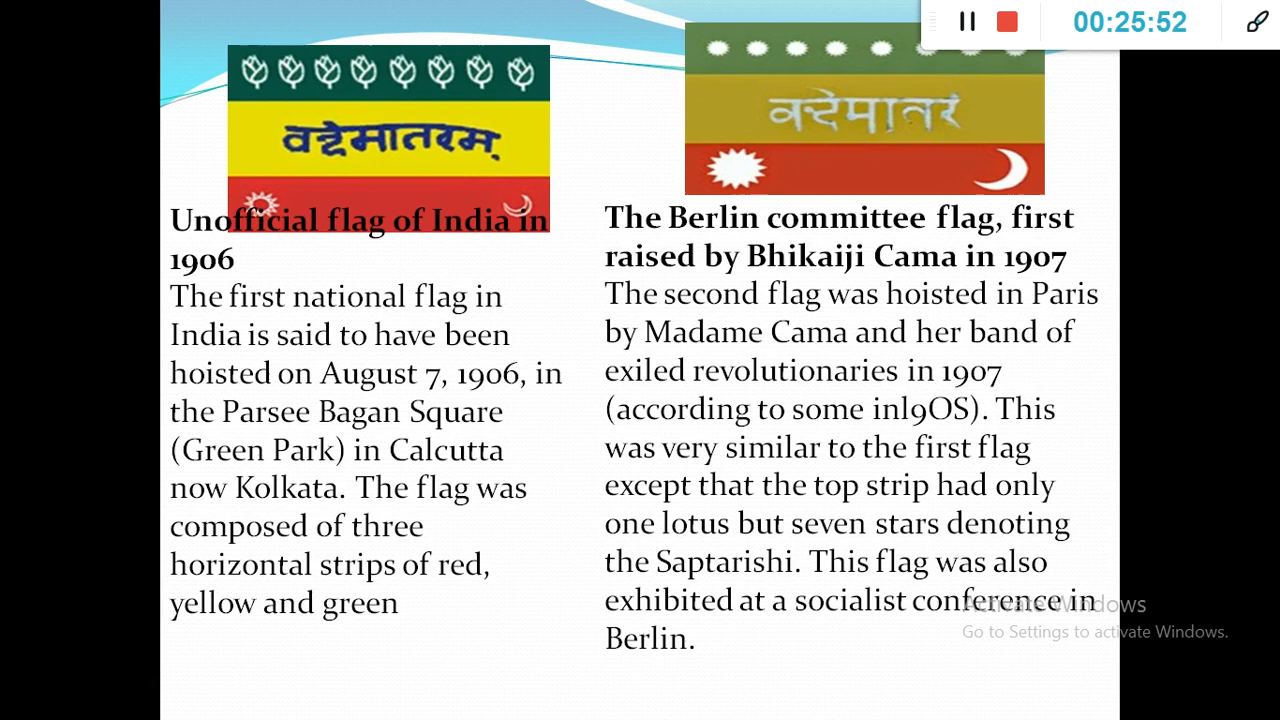 00:25:52
वन्देमातरम्
वन्देमातरं
Unofficial flag of India in
1906
The first national flag in
India is said to have been
hoisted on August 7, 1906, in
the Parsee Bagan Square
(Green Park) in Calcutta
now Kolkata. The flag was
composed of three
horizontal strips of red,
yellow and green
The Berlin committee flag, first
raised by Bhikaiji Cama in 1907
The second flag was hoisted in Paris
by Madame Cama and her band of
exiled revolutionaries in 1907
(according to some inl9OS). This
was very similar to the first flag
except that the top strip had only
one lotus but seven stars denoting
the Saptarishi. This flag was also
exhibited at a socialist conference in
Berlin.
Activate Windows
Go to Settings to activate Windows.